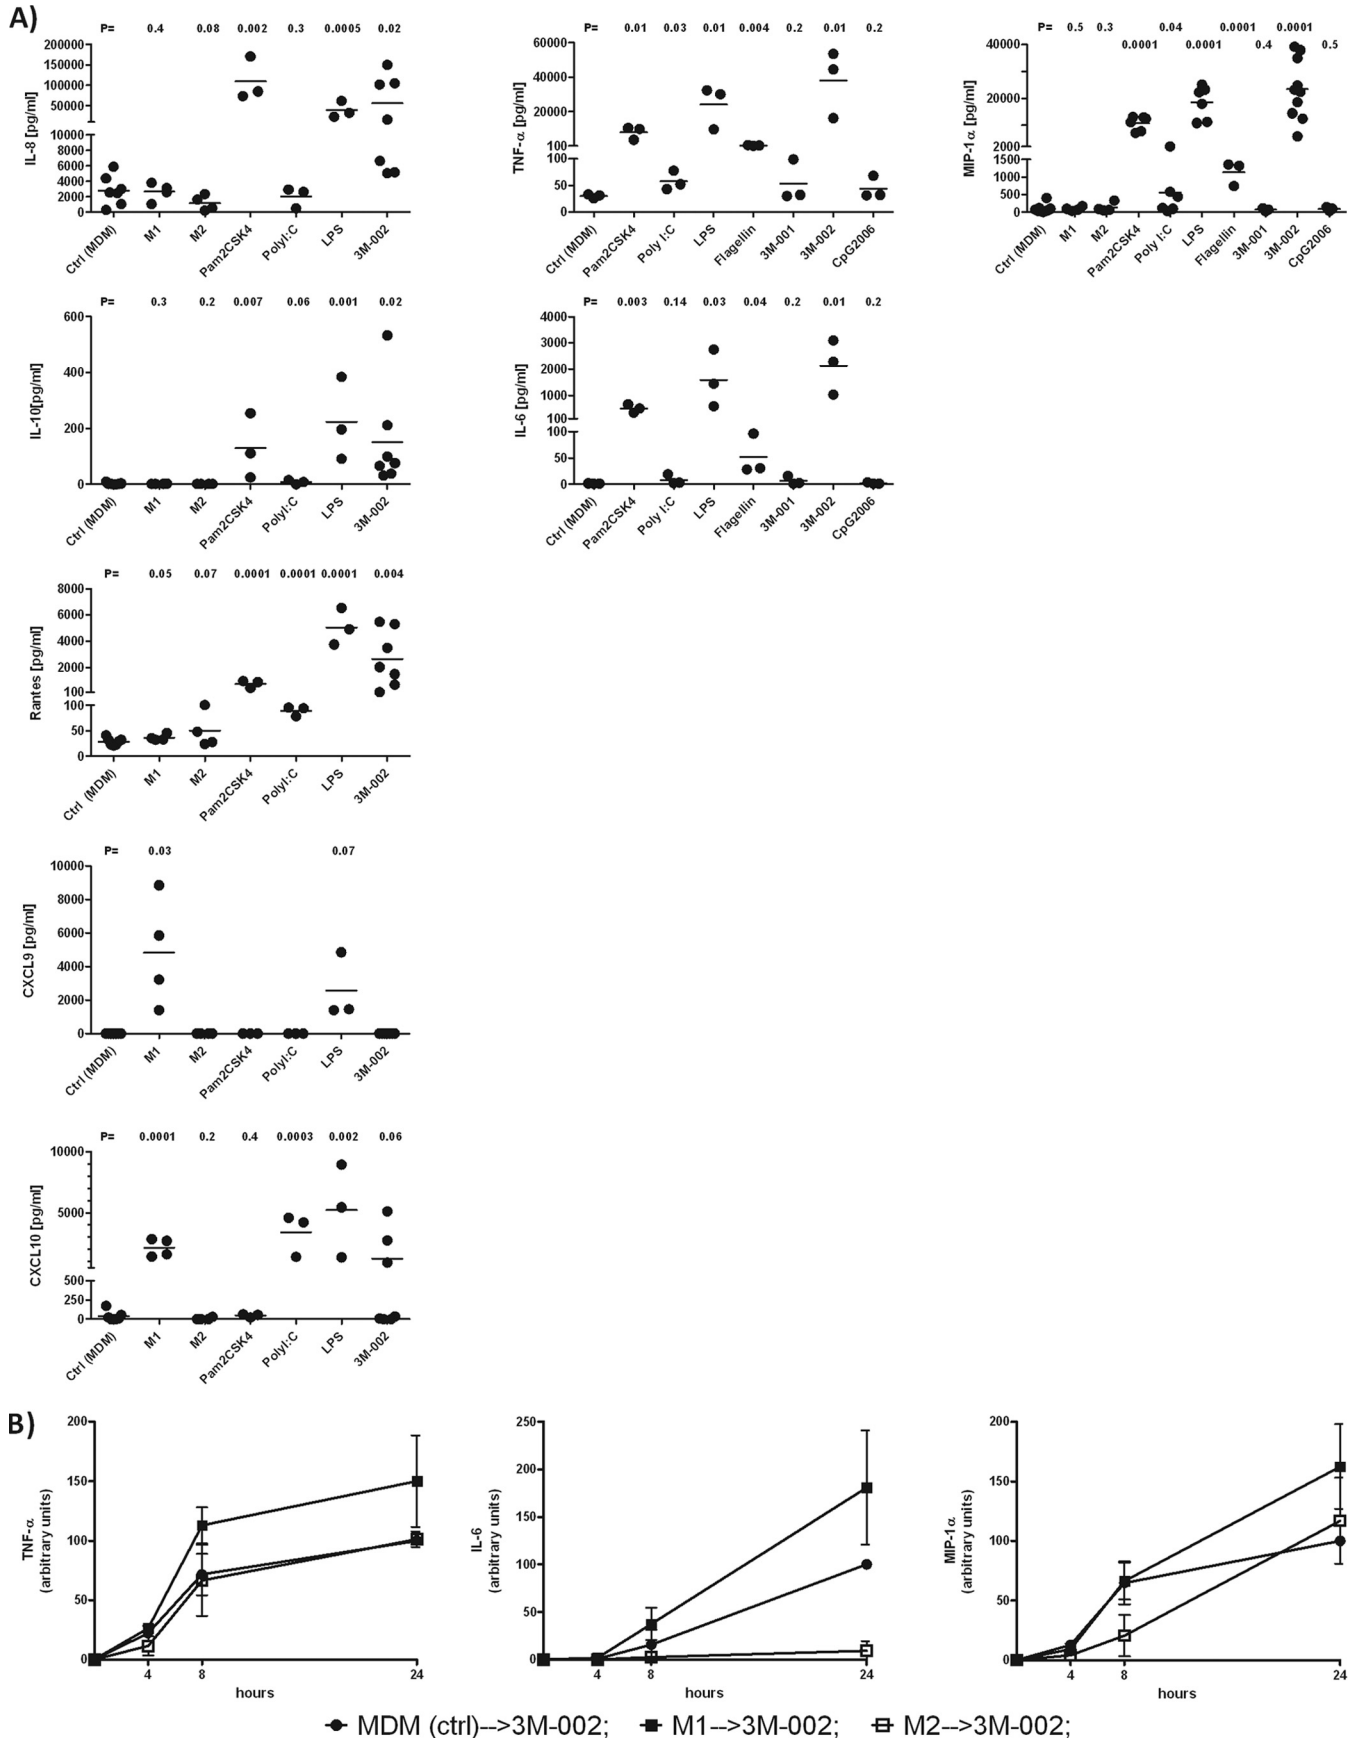 A)
P= 0.4 0.08 0.002 0.3 0.0005 0.02
IL-8 [pg/ml]
200000
150000
100000
50000
10000
8000
6000
4000
2000
0
Ctrl (MDM) M1 M2 Pam2CSK4 PolyI:C LPS 3M-002
P= 0.01 0.03 0.01 0.004 0.2 0.01 0.2
TNF-α [pg/ml]
60000
40000
20000
100
100
50
0
Ctrl (MDM) Pam2CSK4 Poly I:C LPS Flagellin 3M-001 3M-002 CpG2006
P= 0.5 0.3 0.04 0.0001 0.0001
0.0001 0.0001 0.4 0.5
MIP-1α [pg/ml]
40000
20000
2000
1500
1000
500
0
Ctrl (MDM) M1 M2 Pam2CSK4 Poly I:C LPS Flagellin 3M-001 3M-002 CpG2006
P= 0.3 0.2 0.007 0.06 0.001 0.02
IL-10[pg/ml]
600
400
200
0
Ctrl (MDM) M1 M2 Pam2CSK4 PolyI:C LPS 3M-002
P= 0.003 0.14 0.03 0.04 0.2 0.01 0.2
IL-6 [pg/ml]
4000
3000
2000
1000
100
100
50
0
Ctrl (MDM) Pam2CSK4 Poly I:C LPS Flagellin 3M-001 3M-002 CpG2006
P= 0.05 0.07 0.0001 0.0001 0.0001 0.004
Rantes [pg/ml]
8000
6000
4000
2000
100
100
50
0
Ctrl (MDM) M1 M2 Pam2CSK4 PolyI:C LPS 3M-002
P= 0.03 0.07
CXCL9 [pg/ml]
10000
8000
6000
4000
2000
0
Ctrl (MDM) M1 M2 Pam2CSK4 PolyI:C LPS 3M-002
P= 0.0001 0.2 0.4 0.0003 0.002 0.06
CXCL10 [pg/ml]
10000
5000
500
250
0
Ctrl (MDM) M1 M2 Pam2CSK4 PolyI:C LPS 3M-002
B)
TNF-α
(arbitrary units)
200
150
100
50
0
4 8 24
hours
IL-6
(arbitrary units)
250
200
150
100
50
0
4 8 24
hours
MIP-1α
(arbitrary units)
200
150
100
50
0
4 8 24
hours
MDM (ctrl)-->3M-002; M1-->3M-002; M2-->3M-002;